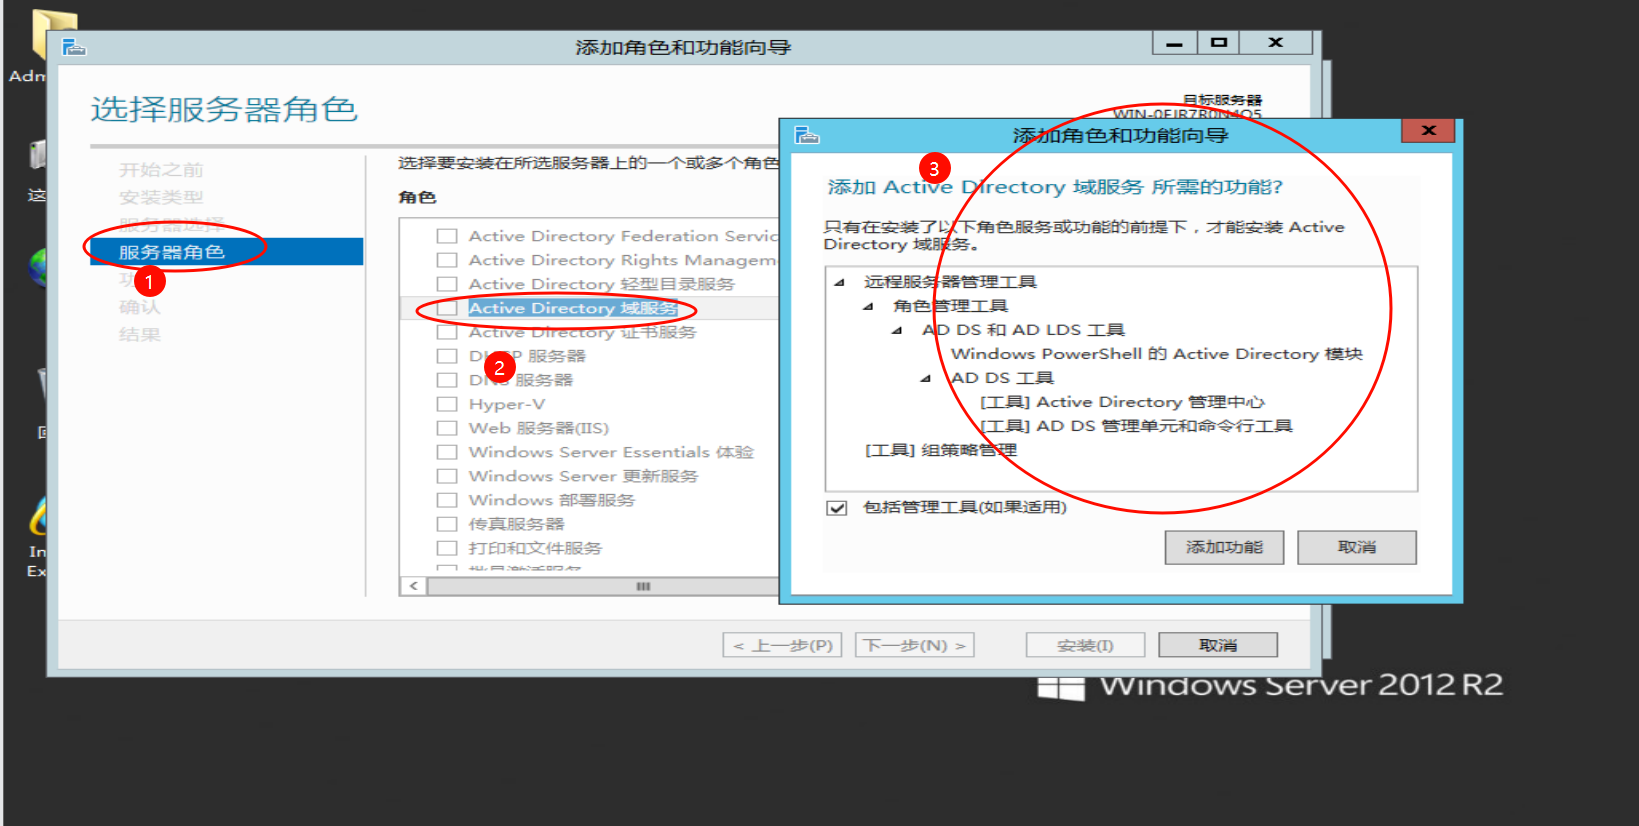 添加角色和功能向导
选择服务器角色
目标服务器
开始之前
安装类型
服务器选择
服务器角色
1
确认
结果
选择要安装在所选服务器上的一个或多个角色
角色
Active Directory Federation Servic
Active Directory Rights Managem
Active Directory 轻型目录服务
Active Directory 域服务
Active Directory 证书服务
DHCP 服务器
2
DNS 服务器
Hyper-V
Web 服务器(IIS)
Windows Server Essentials 体验
Windows Server 更新服务
Windows 部署服务
传真服务器
打印和文件服务
< 上一步(P)
下一步(N) >
安装(I)
取消
添加角色和功能向导
3
添加 Active Directory 域服务 所需的功能?
只有在安装了以下角色服务或功能的前提下，才能安装 Active
Directory 域服务。
远程服务器管理工具
角色管理工具
AD DS 和 AD LDS 工具
Windows PowerShell 的 Active Directory 模块
AD DS 工具
[工具] Active Directory 管理中心
[工具] AD DS 管理单元和命令行工具
[工具] 组策略管理
包括管理工具(如果适用)
添加功能
取消
Windows Server 2012 R2